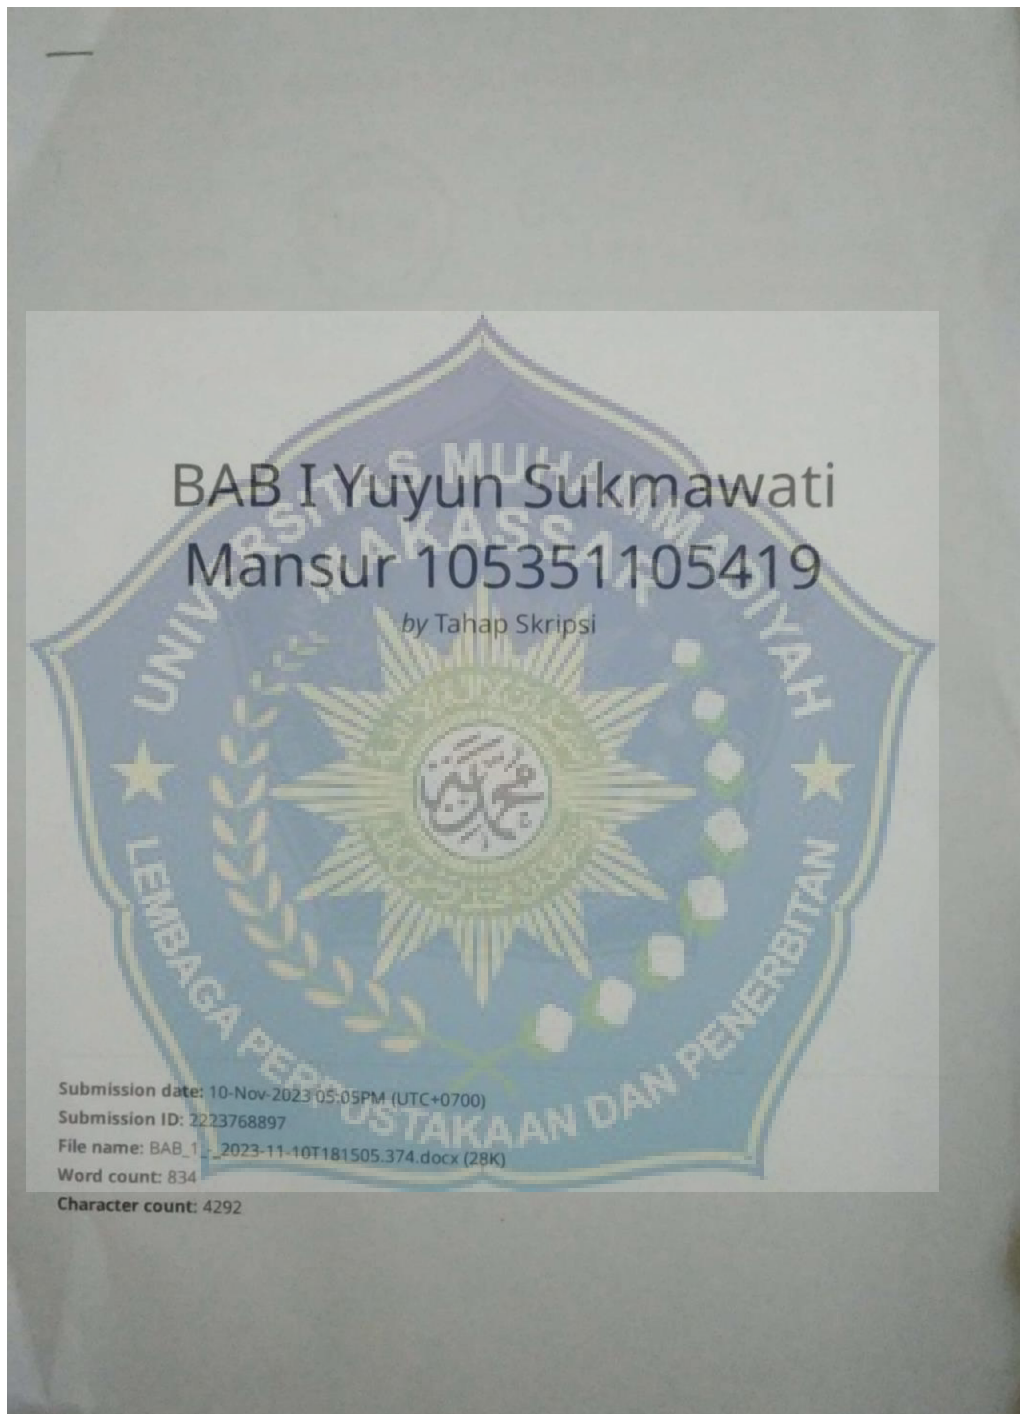 UNIVERSITAS MUHAMMADIYAH
MAKASSAR
BAB I Yuyun Sukmawati
Mansur 105351105419
by Tahap Skripsi
محمدية
LEMBAGA PERPUSTAKAAN DAN PENERBITAN
Submission date: 10-Nov-2023 05:05PM (UTC+0700)
Submission ID: 2223768897
File name: BAB_1_-_2023-11-10T181505.374.docx (28K)
Word count: 834
Character count: 4292